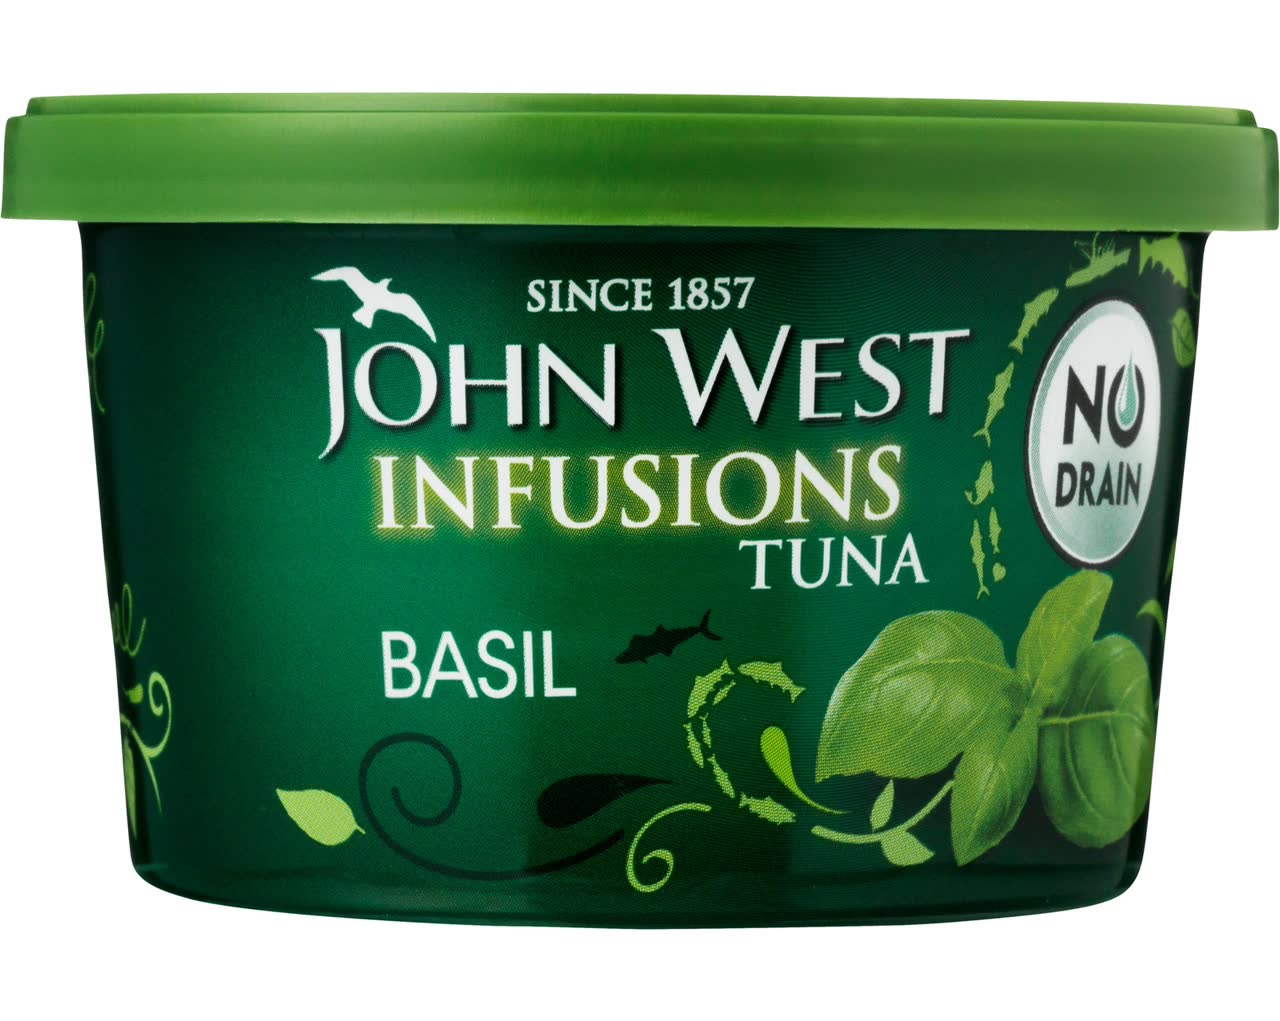 SINCE 1857
JOHN WEST
INFUSIONS
TUNA
BASIL
NO
DRAIN